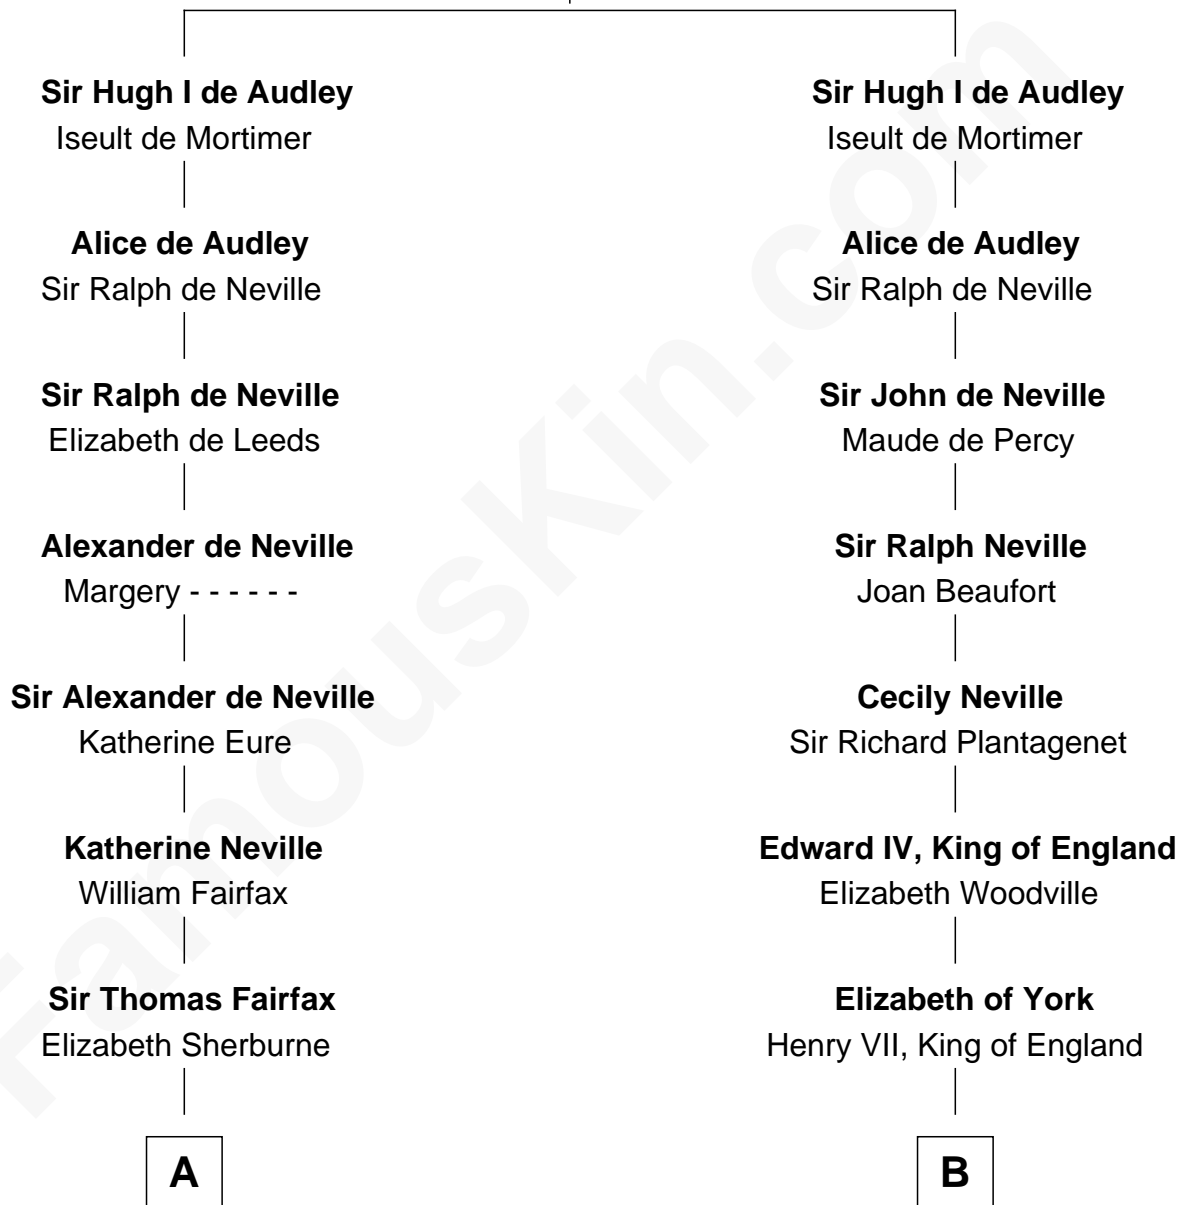 Sir Hugh I de Audley
Iseult de Mortimer
Alice de Audley
Sir Ralph de Neville
Sir Ralph de Neville
Elizabeth de Leeds
Alexander de Neville
Margery - - - - - -
Sir Alexander de Neville
Katherine Eure
Katherine Neville
William Fairfax
Sir Thomas Fairfax
Elizabeth Sherburne
A
Sir Hugh I de Audley
Iseult de Mortimer
Alice de Audley
Sir Ralph de Neville
Sir John de Neville
Maude de Percy
Sir Ralph Neville
Joan Beaufort
Cecily Neville
Sir Richard Plantagenet
Edward IV, King of England
Elizabeth Woodville
Elizabeth of York
Henry VII, King of England
B
FamousKin.com